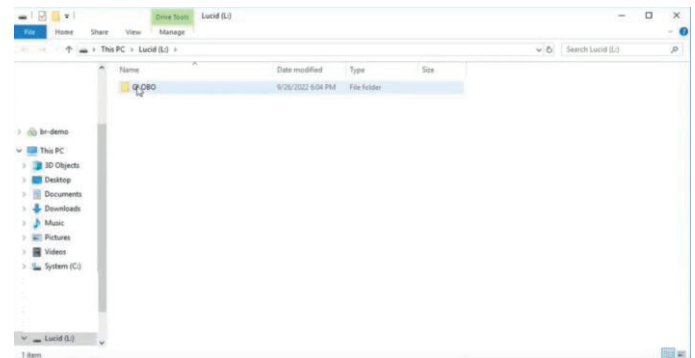 Drive Tools Lucid (L:)
File Home Share View Manage
This PC › Lucid (L:) ›
Search Lucid (L:)
Name Date modified Type Size
GLOBO 9/26/2022 6:04 PM File folder
br-demo
This PC
3D Objects
Desktop
Documents
Downloads
Music
Pictures
Videos
System (C:)
Lucid (L:)
1 item